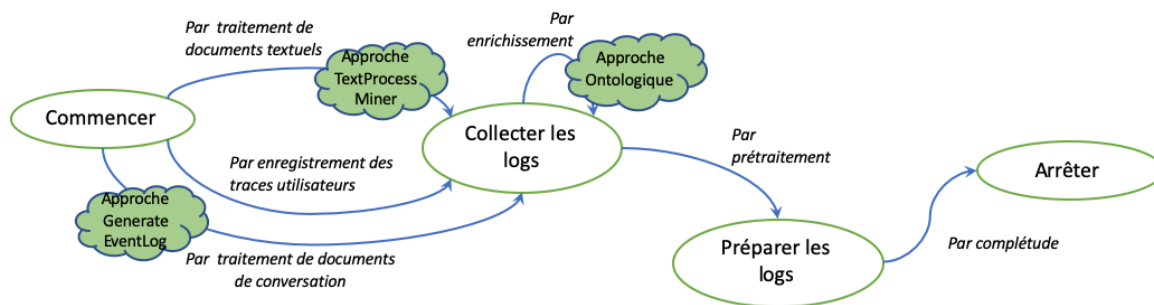 Par traitement de
documents textuels
Par
enrichissement
Approche
TextProcess
Miner
Approche
Ontologique
Commencer
Collecter les
logs
Par enregistrement des
traces utilisateurs
Par
prétraitement
Arrêter
Approche
Generate
EventLog
Par traitement de documents
de conversation
Préparer les
logs
Par complétude